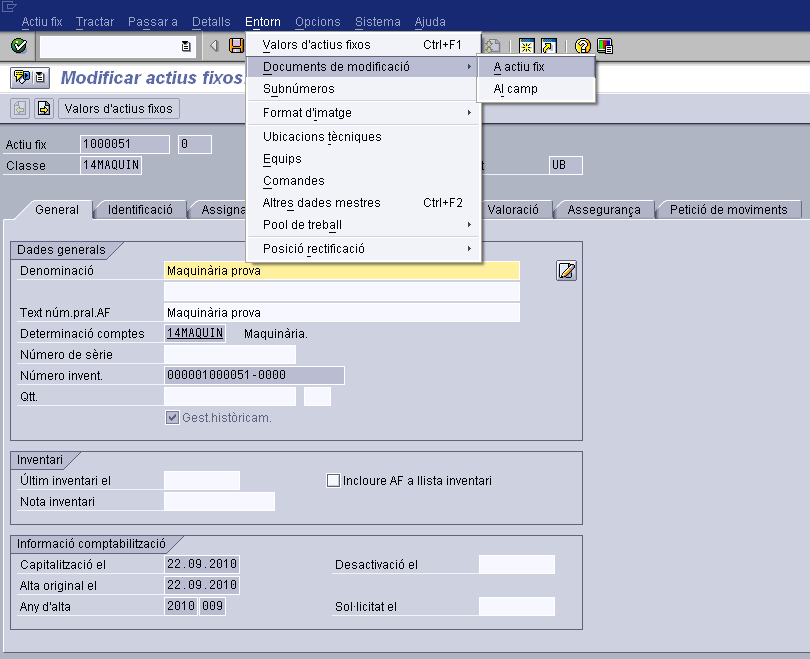 Actiu fix Tractar Passar a Detalls Entorn Opcions Sistema Ajuda
Valors d'actius fixos Ctrl+F1
Documents de modificació
A actiu fix
Al camp
Subnúmeros
Format d'imatge
Ubicacions tècniques
Equips
Comandes
Altres dades mestres Ctrl+F2
Pool de treball
Posició rectificació
Modificar actius fixos
Valors d'actius fixos
Actiu fix 1000051 0
Classe 14MAQUIN UB
General Identificació Assigna Valoració Assegurança Petició de moviments
Dades generals
Denominació Maquinària prova
Text núm.pral.AF Maquinària prova
Determinació comptes 14MAQUIN Maquinària.
Número de sèrie
Número invent. 000001000051-0000
Qtt.
Gest.històricam.
Inventari
Últim inventari el Incloure AF a llista inventari
Nota inventari
Informació comptabilització
Capitalització el 22.09.2010 Desactivació el
Alta original el 22.09.2010
Any d'alta 2010 009 Sol·licitat el